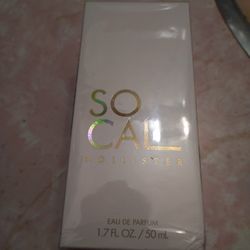 SO
CAL
HOLLISTER
EAU DE PARFUM
1.7 FL. OZ. / 50 mL